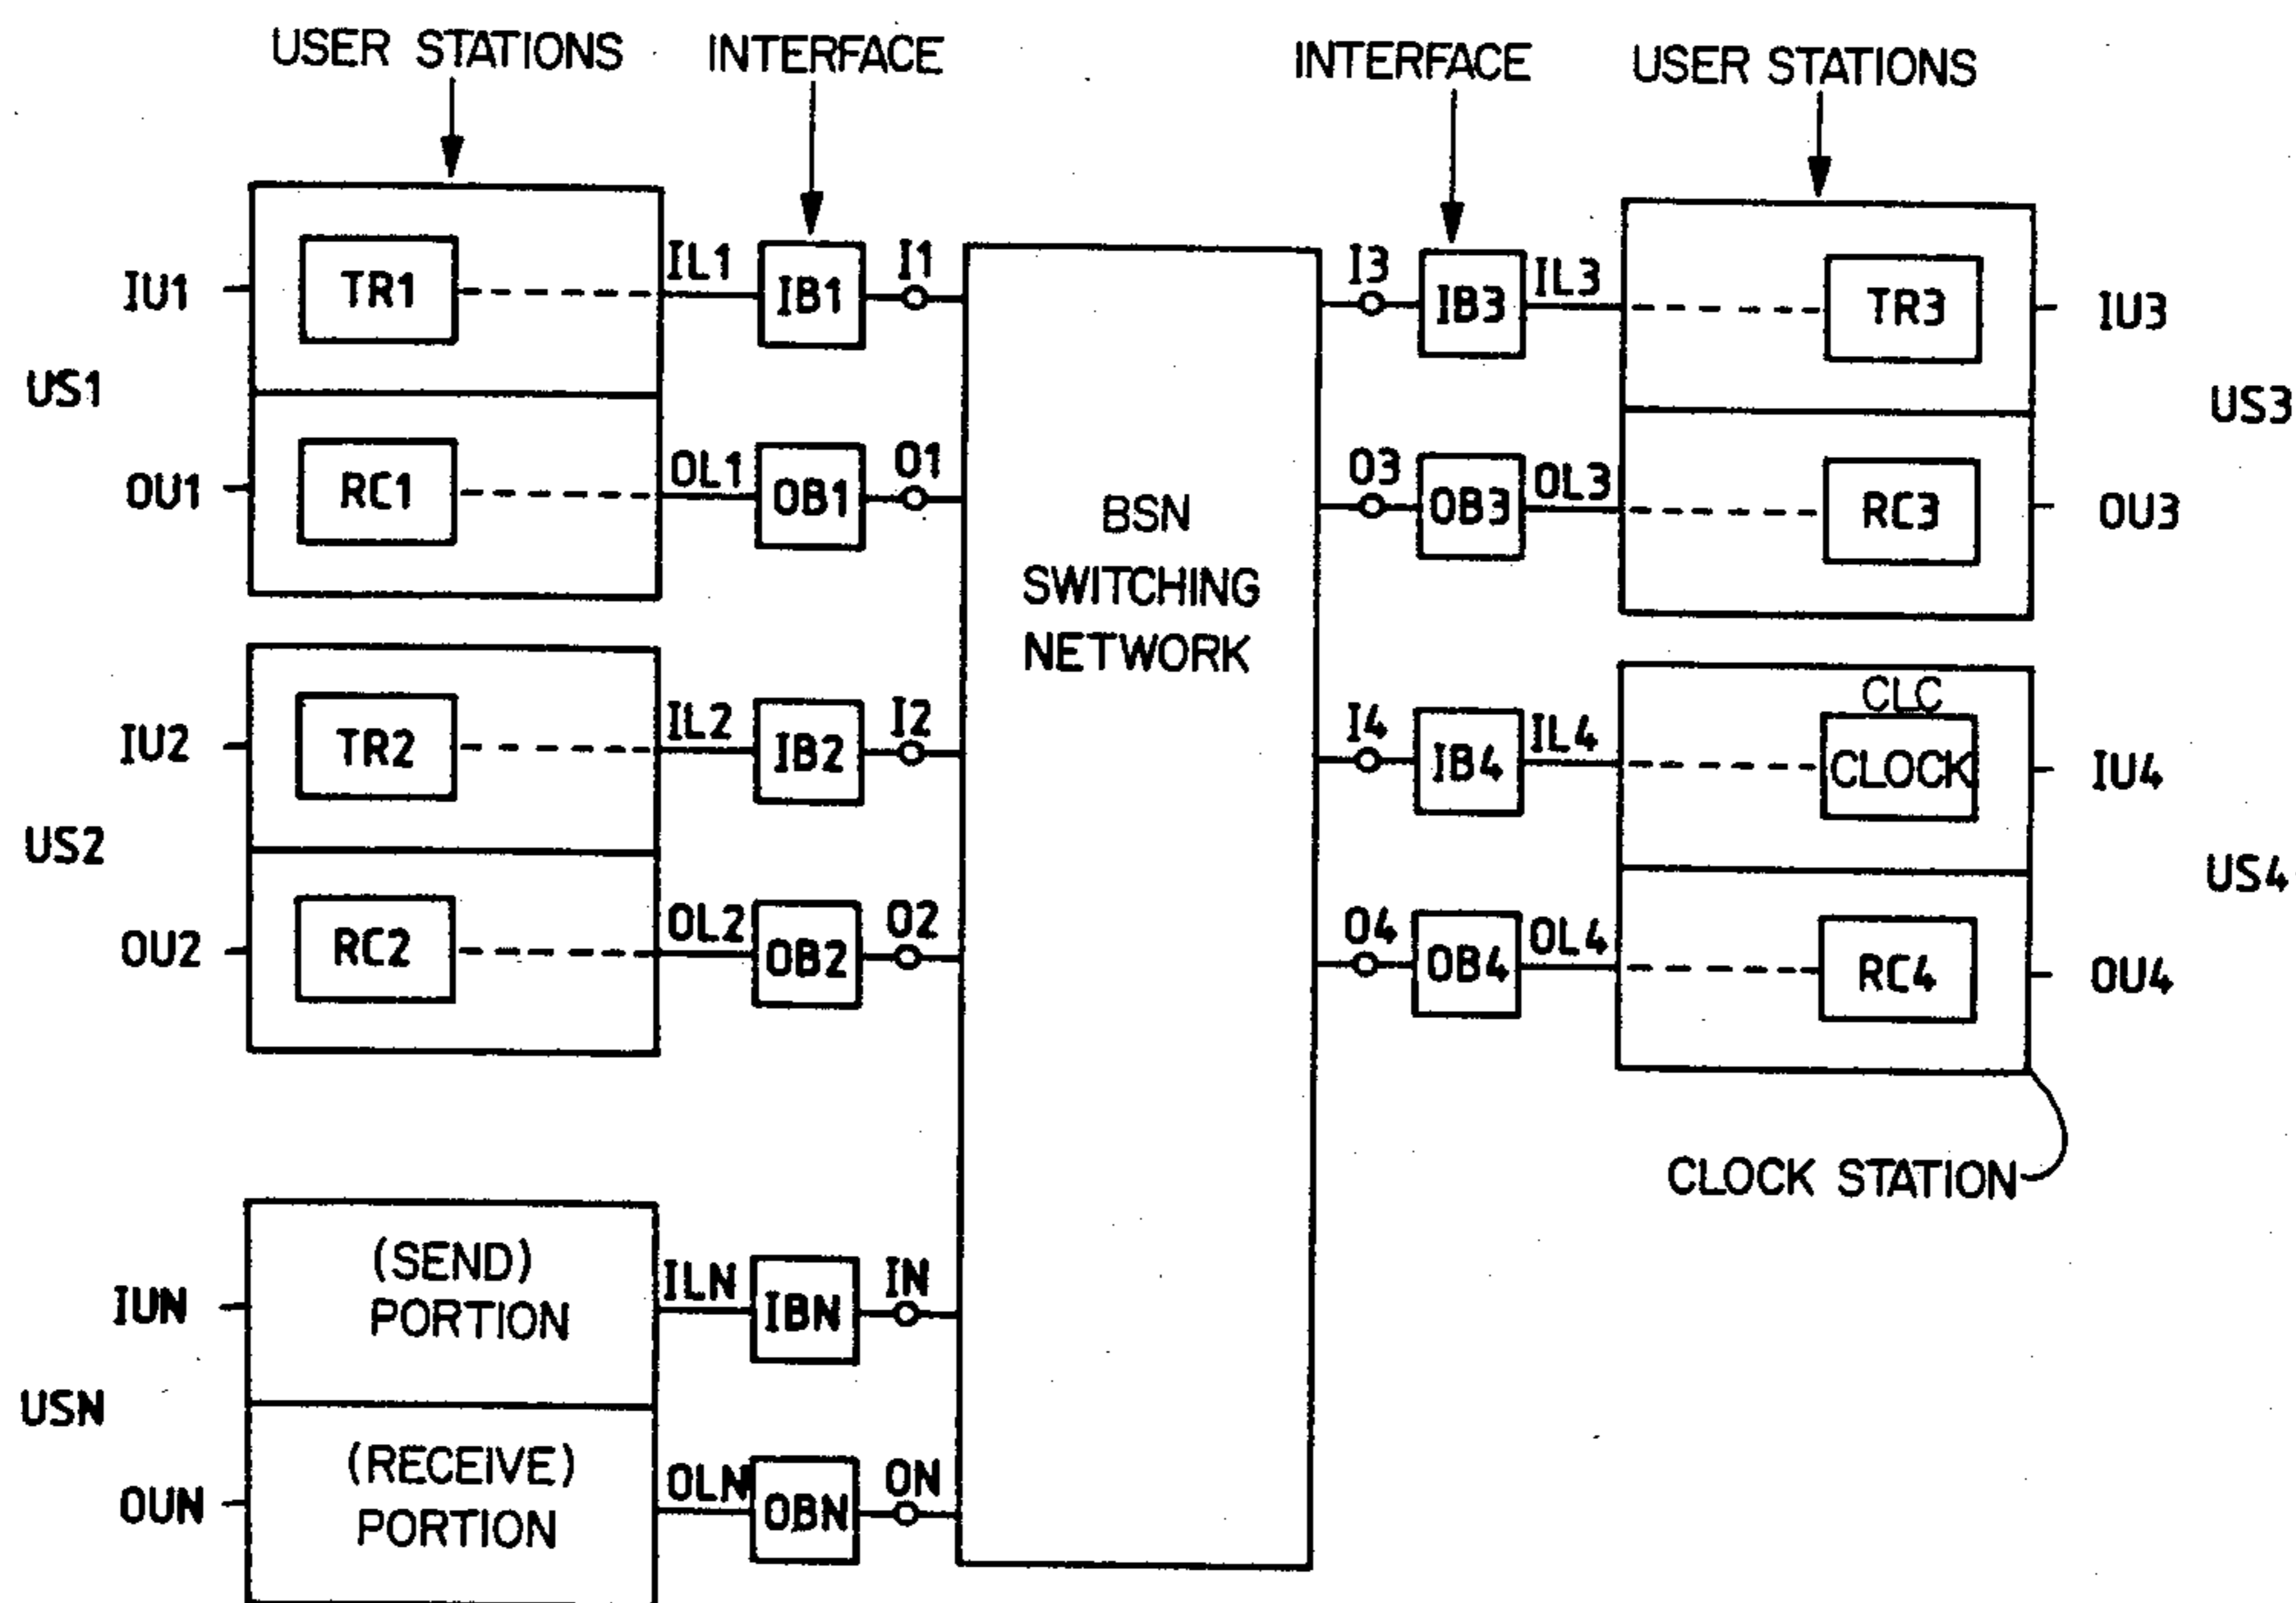 USER STATIONS
INTERFACE
INTERFACE
USER STATIONS
IU1
TR1
IL1
IB1
I1
US1
OU1
RC1
OL1
OB1
O1
IU2
TR2
IL2
IB2
I2
US2
OU2
RC2
OL2
OB2
O2
IUN
(SEND)
PORTION
ILN
IBN
IN
USN
OUN
(RECEIVE)
PORTION
OLN
OBN
ON
BSN
SWITCHING
NETWORK
I3
IB3
IL3
TR3
IU3
US3
O3
OB3
OL3
RC3
OU3
I4
IB4
IL4
CLC
CLOCK
IU4
US4
O4
OB4
OL4
RC4
OU4
CLOCK STATION